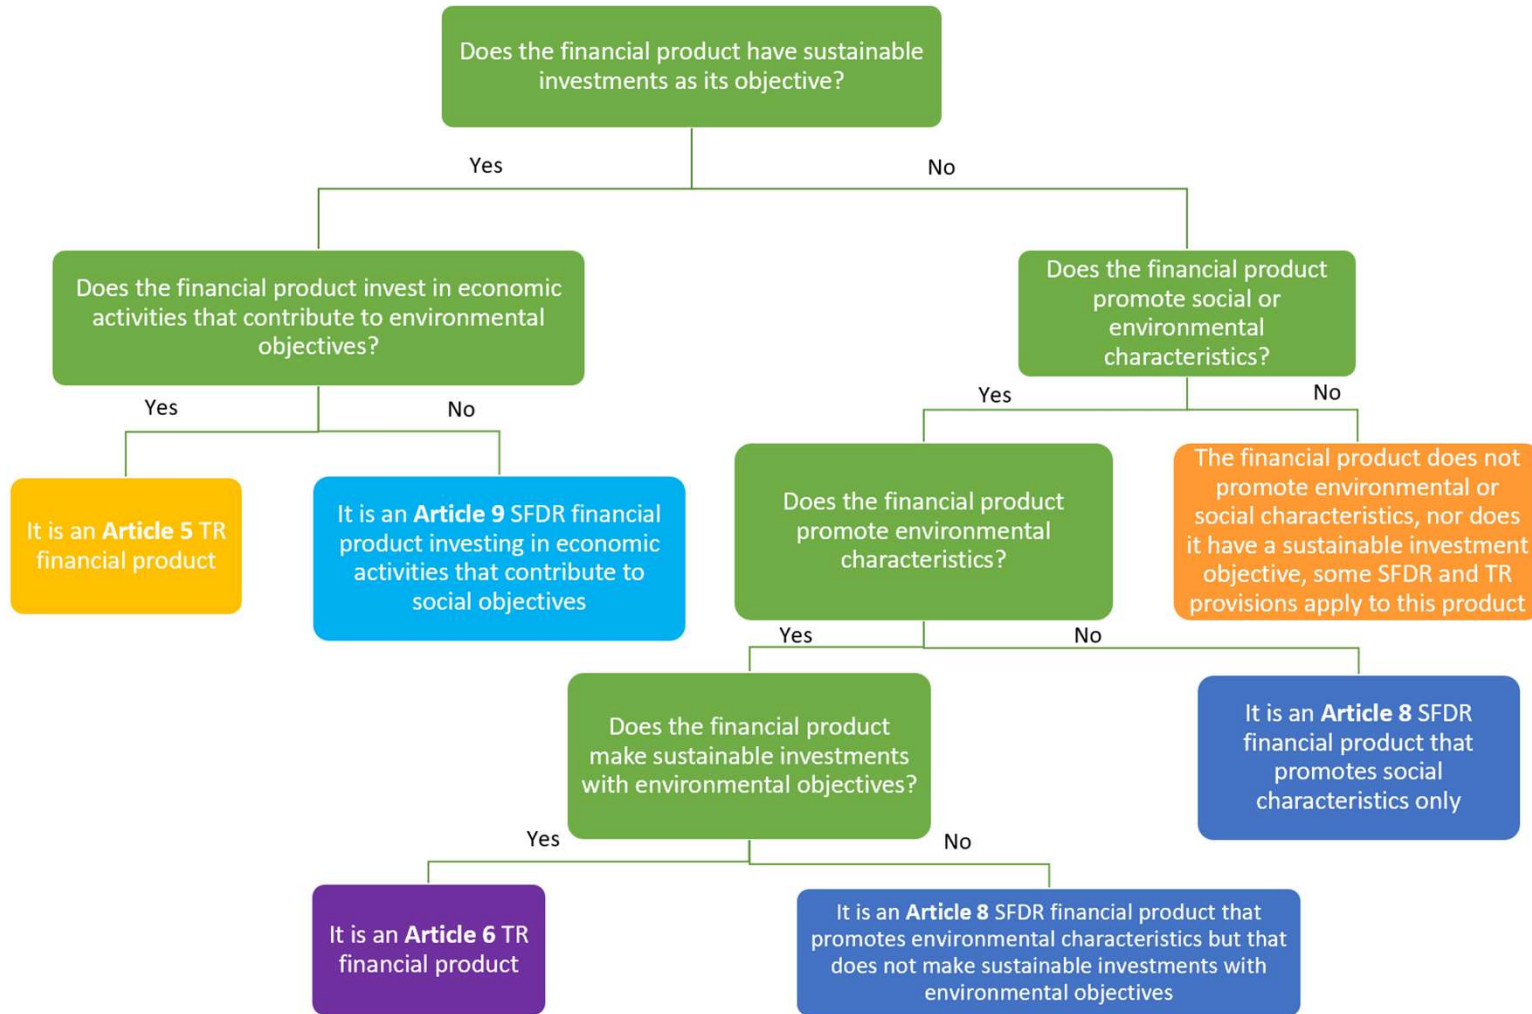 Does the financial product have sustainable
investments as its objective?
Yes
No
Does the financial product invest in economic
activities that contribute to environmental
objectives?
Does the financial product
promote social or
environmental
characteristics?
Yes
No
Yes
No
It is an Article 5 TR
financial product
It is an Article 9 SFDR financial
product investing in economic
activities that contribute to
social objectives
Does the financial product
promote environmental
characteristics?
The financial product does not
promote environmental or
social characteristics, nor does
it have a sustainable investment
objective, some SFDR and TR
provisions apply to this product
Yes
No
Does the financial product
make sustainable investments
with environmental objectives?
It is an Article 8 SFDR
financial product that
promotes social
characteristics only
Yes
No
It is an Article 6 TR
financial product
It is an Article 8 SFDR financial product that
promotes environmental characteristics but that
does not make sustainable investments with
environmental objectives